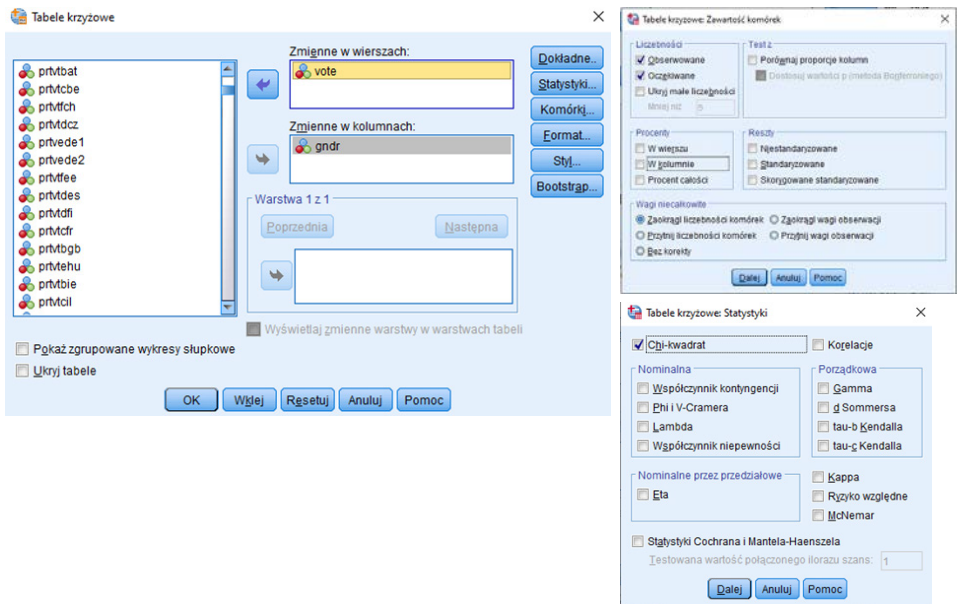 Tabele krzyżowe
prtvtbat
prtvtcbe
prtvtfch
prtvtdcz
prtvede1
prtvede2
prtvtfee
prtvtdes
prtvtdfi
prtvtcfr
prtvtbgb
prtvtehu
prtvtbie
prtvtcil
Zmienne w wierszach:
vote
Zmienne w kolumnach:
gndr
Warstwa 1 z 1
Poprzednia
Następna
Wyświetlaj zmienne warstwy w warstwach tabeli
Dokładne..
Statystyki...
Komórki...
Format...
Styl...
Bootstrap...
Pokaż zgrupowane wykresy słupkowe
Ukryj tabele
OK Wklej Resetuj Anuluj Pomoc
Tabele krzyżowe: Zawartość komórek
Liczebności
Obserwowane
Oczekiwane
Ukryj małe liczebności
Mniej niż 5
Test z
Porównaj proporcje kolumn
Dostosuj wartości p (metoda Bonferroniego)
Procenty
W wierszu
W kolumnie
Procent całości
Reszty
Niestandaryzowane
Standaryzowane
Skorygowane standaryzowane
Wagi niecałkowite
Zaokrągl liczebności komórek Zaokrągl wagi obserwacji
Przytnij liczebności komórek Przytnij wagi obserwacji
Bez korekty
Dalej Anuluj Pomoc
Tabele krzyżowe: Statystyki
Chi-kwadrat
Korelacje
Nominalna
Współczynnik kontyngencji
Phi i V-Cramera
Lambda
Współczynnik niepewności
Porządkowa
Gamma
d Sommersa
tau-b Kendalla
tau-c Kendalla
Nominalne przez przedziałowe
Eta
Kappa
Ryzyko względne
McNemar
Statystyki Cochrana i Mantela-Haenszela
Testowana wartość połączonego ilorazu szans: 1
Dalej Anuluj Pomoc